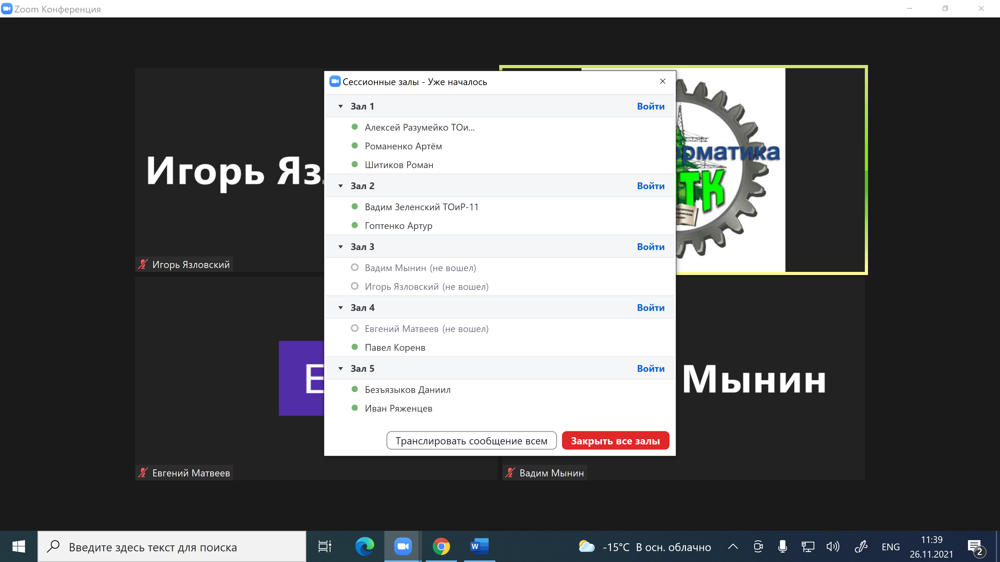 Zoom Конференция
Сессионные залы - Уже началось
Зал 1 Войти
Алексей Разумейко ТОи...
Романенко Артём
Шитиков Роман
Зал 2 Войти
Вадим Зеленский ТОиР-11
Гоптенко Артур
Зал 3 Войти
Вадим Мынин (не вошел)
Игорь Язловский (не вошел)
Зал 4 Войти
Евгений Матвеев (не вошел)
Павел Коренв
Зал 5 Войти
Безъязыков Даниил
Иван Ряженцев
Транслировать сообщение всем Закрыть все залы
Игорь Яз
Игорь Язловский
орматика
ТК
Е
Мынин
Евгений Матвеев
Вадим Мынин
Введите здесь текст для поиска
W
-15°C В осн. облачно
ENG
11:39
26.11.2021
2